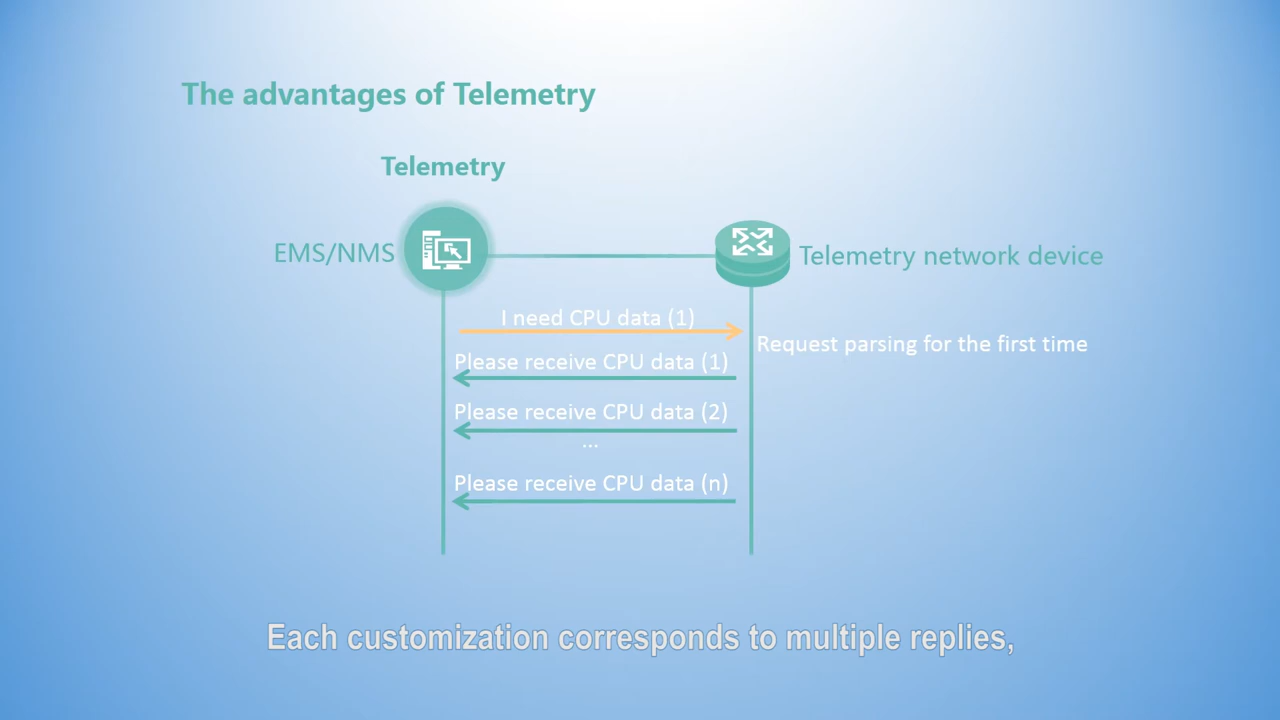 The advantages of Telemetry
Telemetry
EMS/NMS
Telemetry network device
I need CPU data (1)
Request parsing for the first time
Please receive CPU data (1)
Please receive CPU data (2)
...
Please receive CPU data (n)
Each customization corresponds to multiple replies,